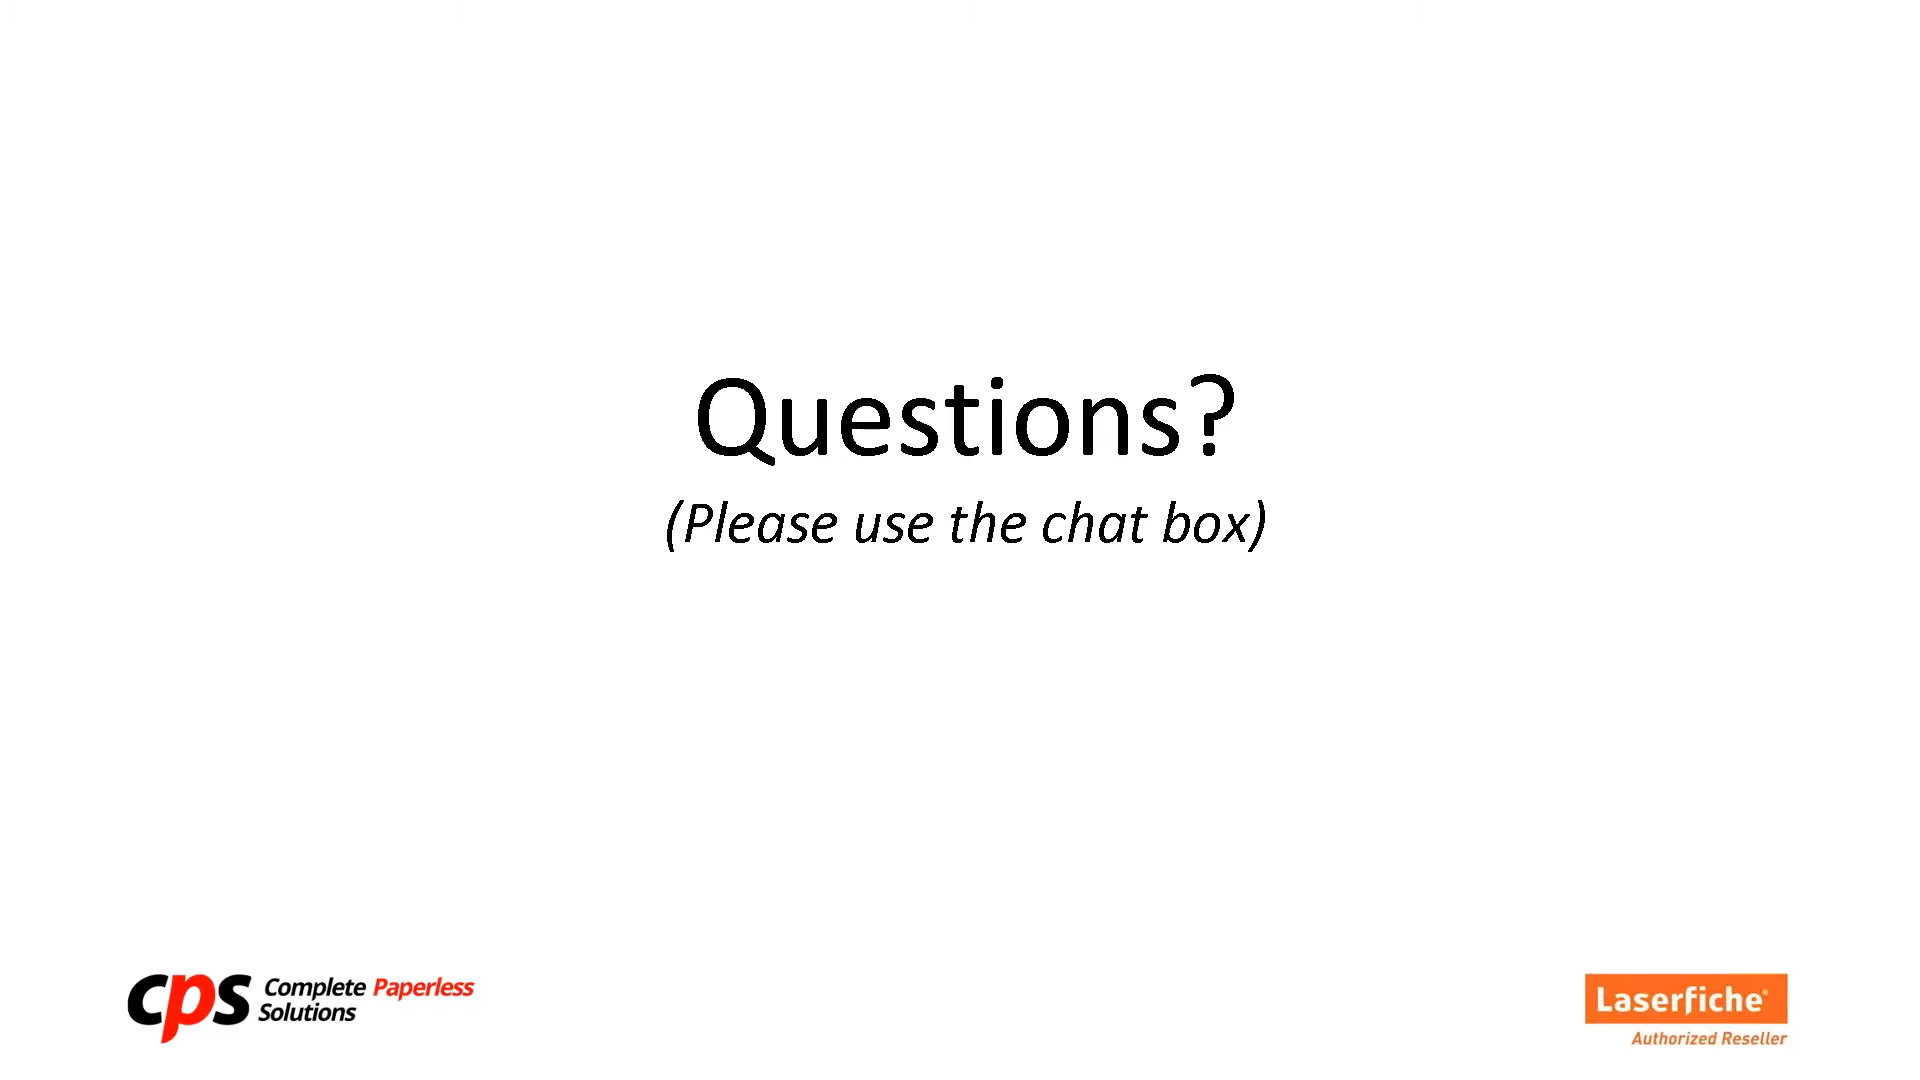 Questions?
(Please use the chat box)
cps Complete Paperless
Solutions
Laserfiche®
Authorized Reseller